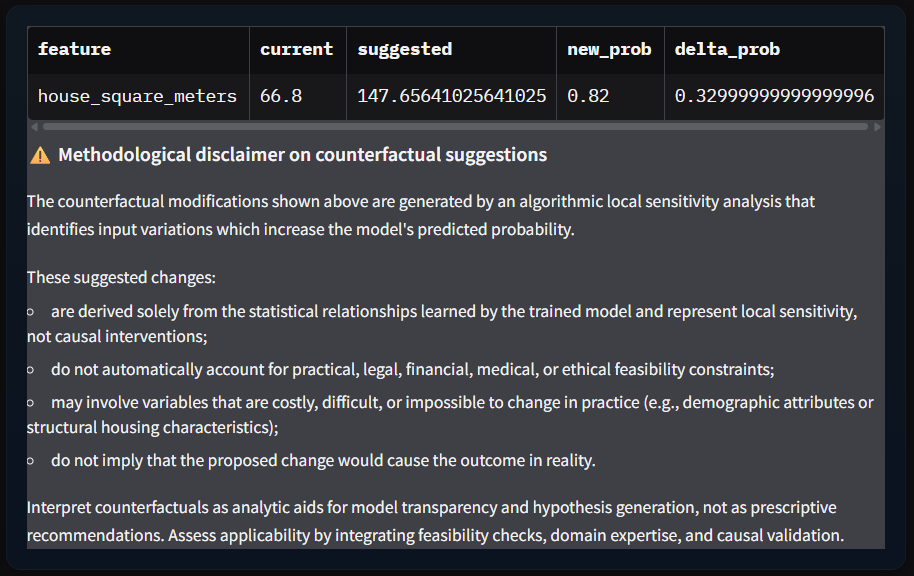 feature current suggested new_prob delta_prob
house_square_meters 66.8 147.65641025641025 0.82 0.32999999999999996
⚠ Methodological disclaimer on counterfactual suggestions
The counterfactual modifications shown above are generated by an algorithmic local sensitivity analysis that
identifies input variations which increase the model's predicted probability.
These suggested changes:
◦ are derived solely from the statistical relationships learned by the trained model and represent local sensitivity,
not causal interventions;
◦ do not automatically account for practical, legal, financial, medical, or ethical feasibility constraints;
◦ may involve variables that are costly, difficult, or impossible to change in practice (e.g., demographic attributes or
structural housing characteristics);
◦ do not imply that the proposed change would cause the outcome in reality.
Interpret counterfactuals as analytic aids for model transparency and hypothesis generation, not as prescriptive
recommendations. Assess applicability by integrating feasibility checks, domain expertise, and causal validation.